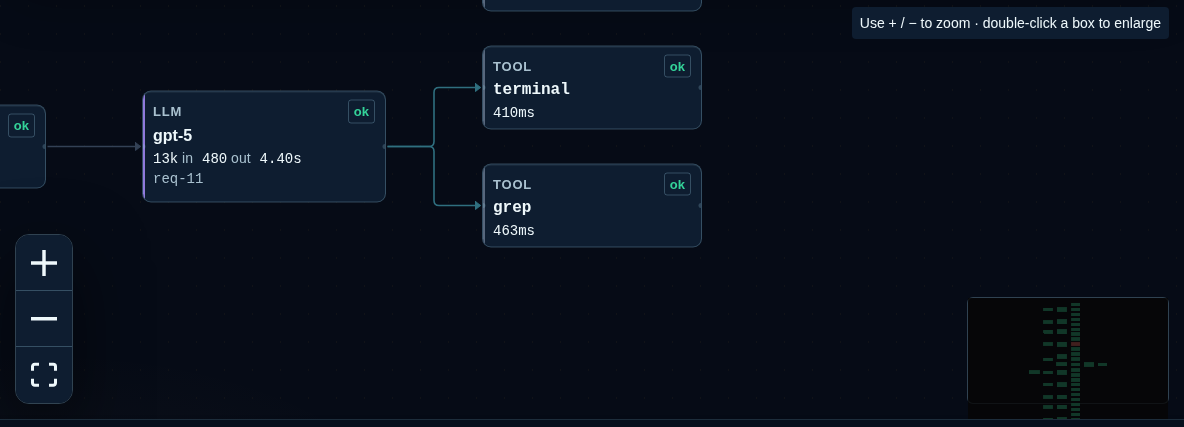 Use + / − to zoom · double-click a box to enlarge
ok
LLM
ok
gpt-5
13k in 480 out 4.40s
req-11
TOOL
ok
terminal
410ms
TOOL
ok
grep
463ms